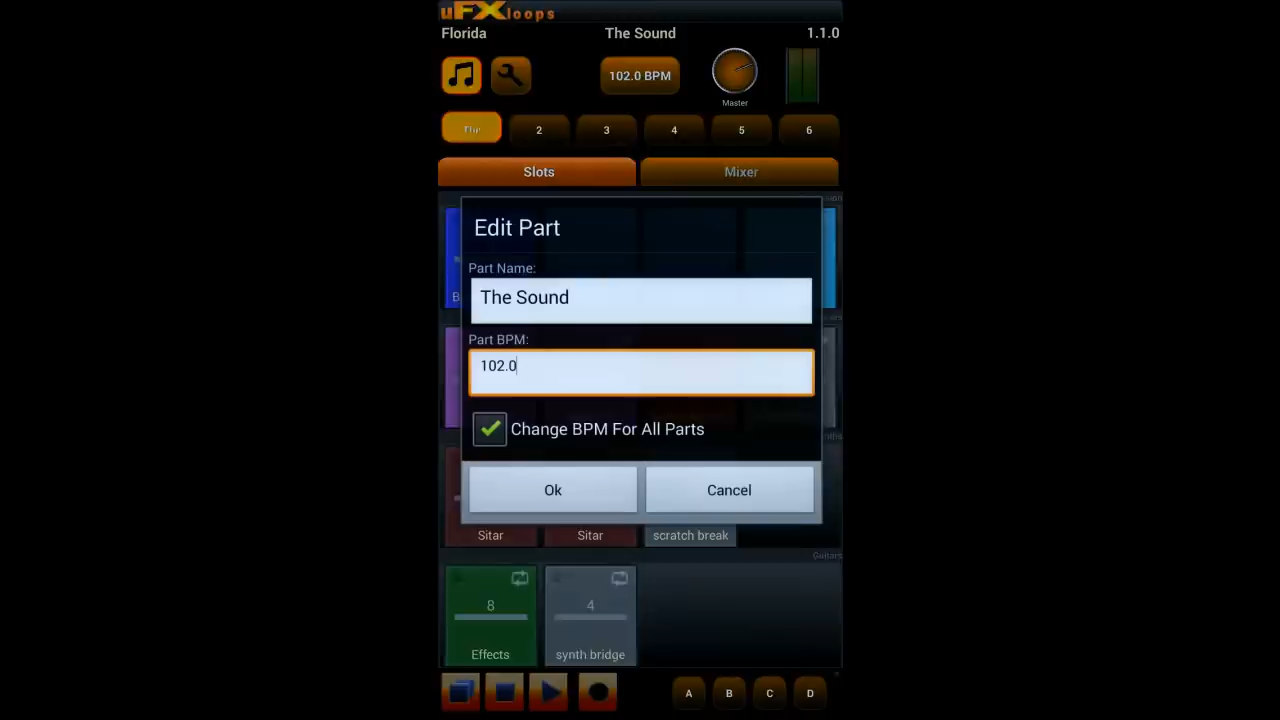 uFXloops
Florida The Sound 1.1.0
102.0 BPM
Master
The 2 3 4 5 6
Slots Mixer
Edit Part
Part Name:
The Sound
Part BPM:
102.0
Change BPM For All Parts
Ok Cancel
Sitar Sitar scratch break
Guitars
8 4
Effects synth bridge
A B C D